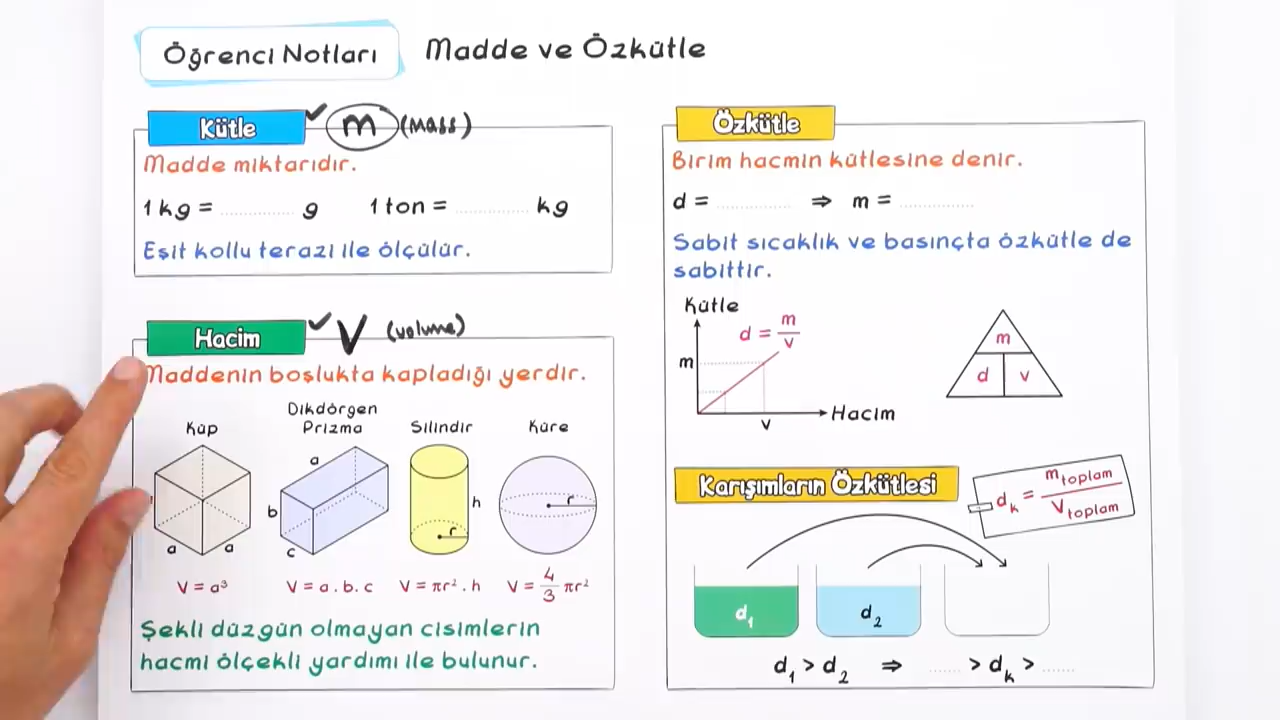 Öğrenci Notları
Madde ve Özkütle
Kütle ✓ m (mass)
Madde miktarıdır.
1 kg = ............ g 1 ton = ............ kg
Eşit kollu terazi ile ölçülür.
Hacim ✓ V (volume)
Maddenin boşlukta kapladığı yerdir.
Küp
Dikdörgen
Prizma
Silindir
Küre
a
a
a
b
c
h
r
r
V = a³
V = a . b . c
V = πr² . h
V = 4/3 πr²
Şekli düzgün olmayan cisimlerin
hacmi ölçekli yardımı ile bulunur.
Özkütle
Birim hacmin kütlesine denir.
d = ............ ⇒ m = ............
Sabit sıcaklık ve basınçta özkütle de
sabittir.
Kütle
d = m/v
m
v
Hacim
m
d v
Karışımların Özkütlesi
dₖ = m toplam / V toplam
d₁
d₂
d₁ > d₂ ⇒ ...... > dₖ > ......